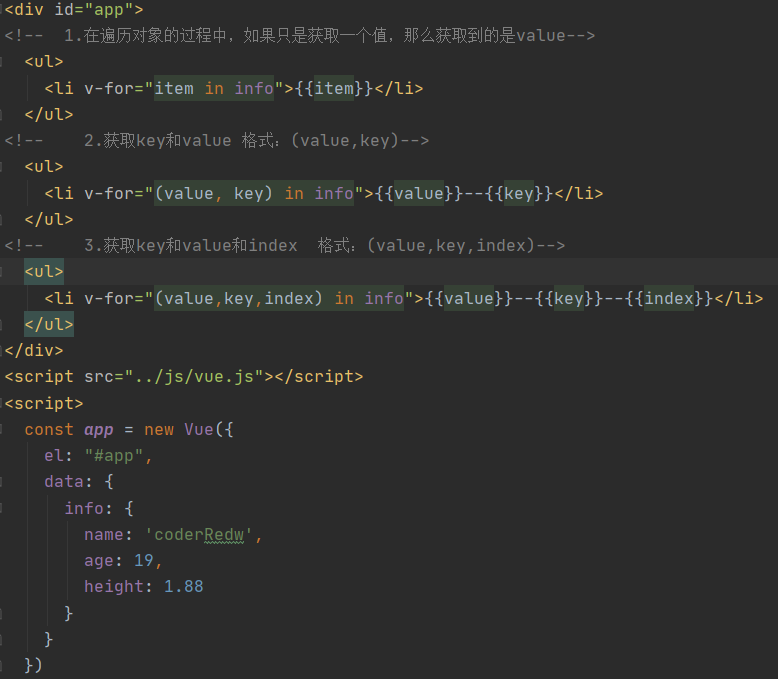 <div id="app">
<!--  1.在遍历对象的过程中，如果只是获取一个值，那么获取到的是value-->
  <ul>
    <li v-for="item in info">{{item}}</li>
  </ul>
<!--    2.获取key和value 格式：(value,key)-->
  <ul>
    <li v-for="(value, key) in info">{{value}}--{{key}}</li>
  </ul>
<!--    3.获取key和value和index  格式：(value,key,index)-->
  <ul>
    <li v-for="(value,key,index) in info">{{value}}--{{key}}--{{index}}</li>
  </ul>
</div>
<script src="../js/vue.js"></script>
<script>
  const app = new Vue({
    el: "#app",
    data: {
      info: {
        name: 'coderRedw',
        age: 19,
        height: 1.88
      }
    }
  })